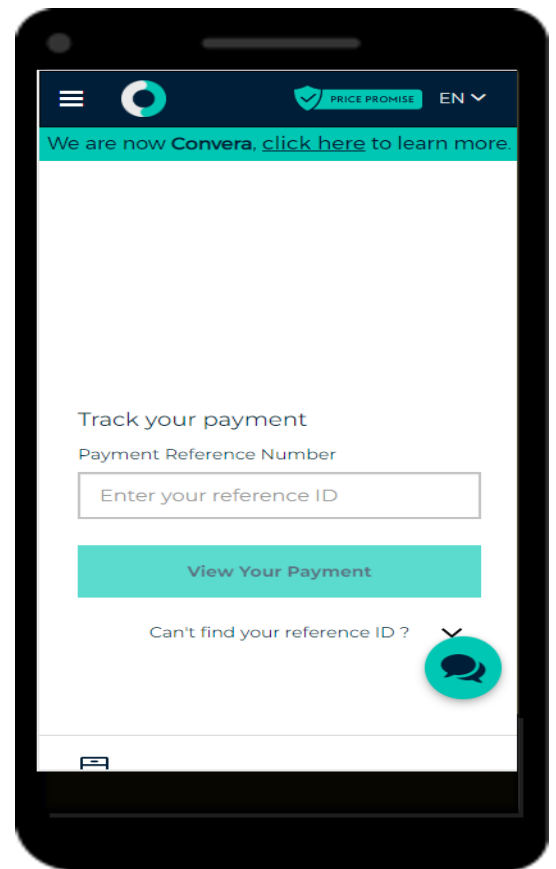 PRICE PROMISE EN
We are now Convera, click here to learn more.
Track your payment
Payment Reference Number
Enter your reference ID
View Your Payment
Can't find your reference ID ?